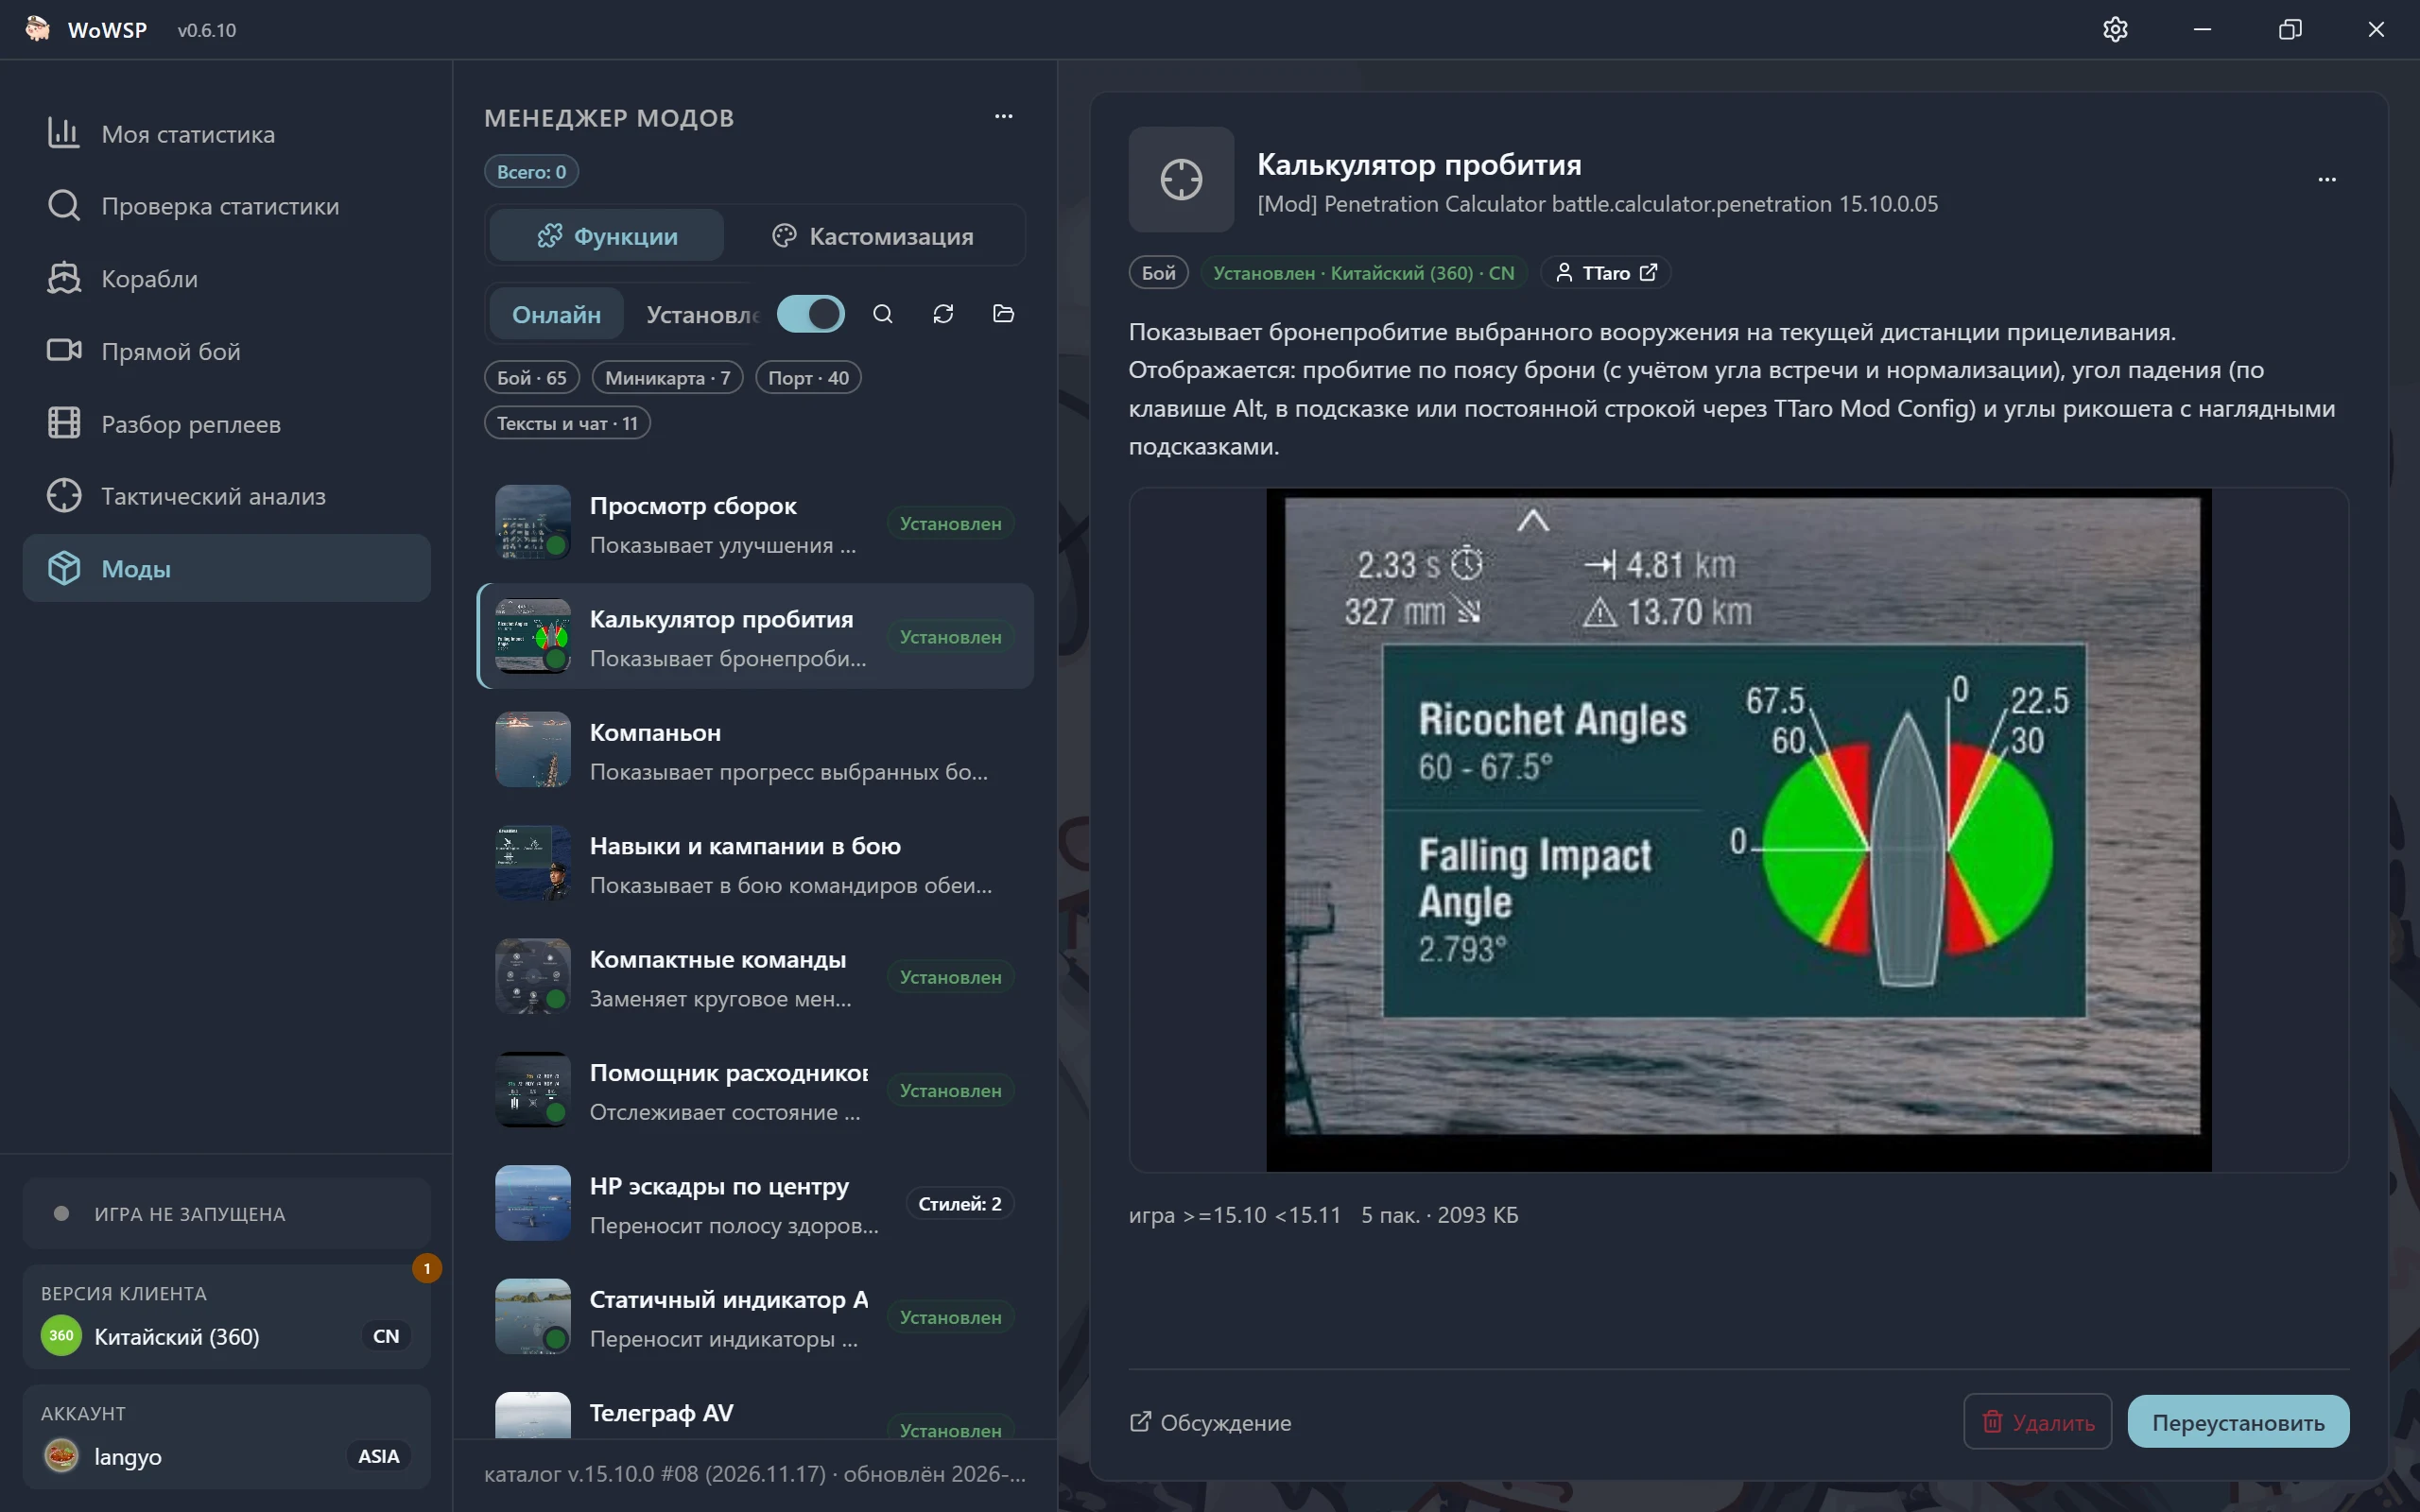 WoWSP v0.6.10
Моя статистика
Проверка статистики
Корабли
Прямой бой
Разбор реплеев
Тактический анализ
Моды
ИГРА НЕ ЗАПУЩЕНА
1
ВЕРСИЯ КЛИЕНТА
360 Китайский (360) CN
АККАУНТ
langyo ASIA
МЕНЕДЖЕР МОДОВ
Всего: 0
Функции Кастомизация
Онлайн Установле
Бой · 65 Миникарта · 7 Порт · 40
Тексты и чат · 11
Просмотр сборок
Показывает улучшения ...
Установлен
Калькулятор пробития
Показывает бронепроби...
Установлен
Компаньон
Показывает прогресс выбранных бо...
Навыки и кампании в бою
Показывает в бою командиров обеи...
Компактные команды
Заменяет круговое мен...
Установлен
Помощник расходников
Отслеживает состояние ...
Установлен
HP эскадры по центру
Переносит полосу здоров...
Стилей: 2
Статичный индикатор А
Переносит индикаторы ...
Установлен
Телеграф AV
Установлен
каталог v.15.10.0 #08 (2026.11.17) · обновлён 2026-...
Калькулятор пробития
[Mod] Penetration Calculator battle.calculator.penetration 15.10.0.05
Бой Установлен · Китайский (360) · CN TTaro
Показывает бронепробитие выбранного вооружения на текущей дистанции прицеливания.
Отображается: пробитие по поясу брони (с учётом угла встречи и нормализации), угол падения (по
клавише Alt, в подсказке или постоянной строкой через TTaro Mod Config) и углы рикошета с наглядными
подсказками.
2.33 s 4.81 km
327 mm 13.70 km
Ricochet Angles
60 - 67.5°
Falling Impact
Angle
2.793°
67.5 0 22.5
60 30
0
игра >=15.10 <15.11 5 пак. · 2093 КБ
Обсуждение Удалить Переустановить